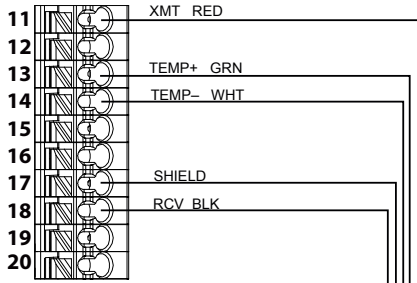 11 XMT RED
12
13 TEMP+ GRN
14 TEMP– WHT
15
16
17 SHIELD
18 RCV BLK
19
20